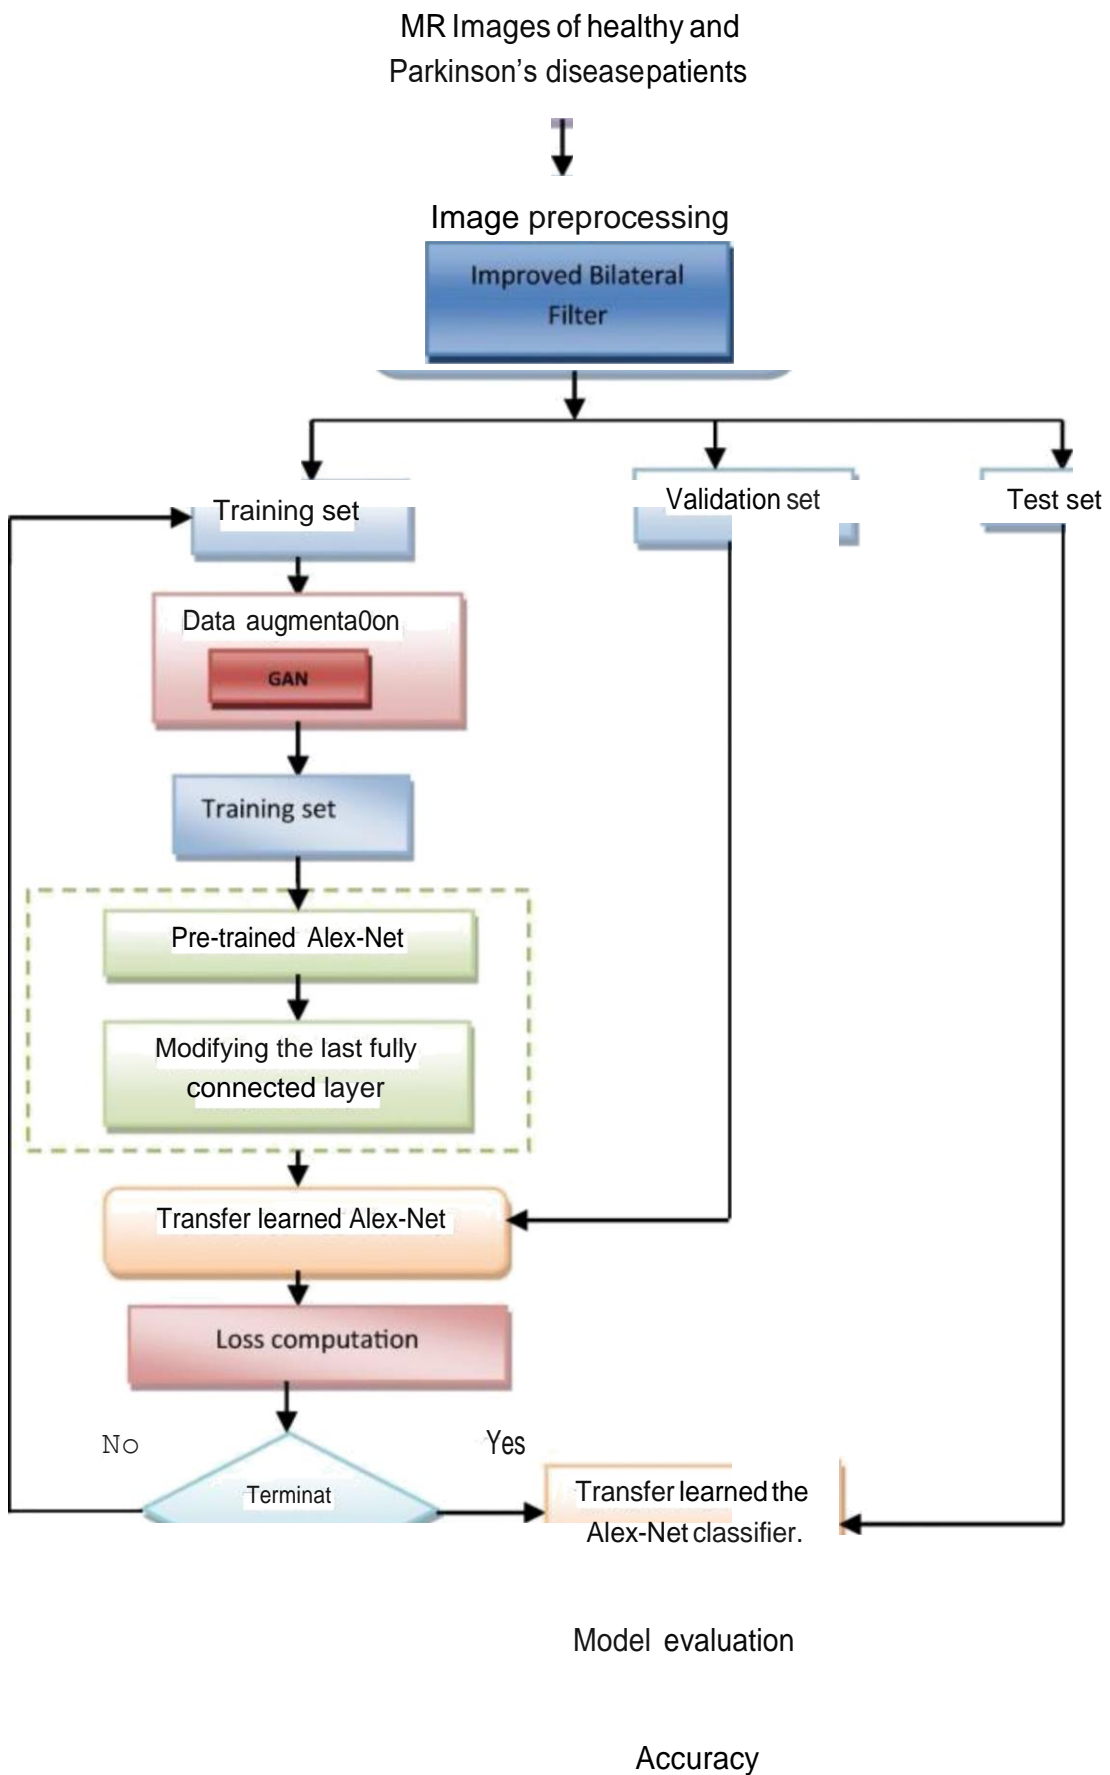 MR Images of healthy and
Parkinson’s disease patients
Image preprocessing
Improved Bilateral
Filter
Training set
Validation set
Test set
Data augmenta0on
GAN
Training set
Pre-trained Alex-Net
Modifying the last fully
connected layer
Transfer learned Alex-Net
Loss computation
No
Yes
Terminat
Transfer learned the
Alex-Net classifier.
Model evaluation
Accuracy